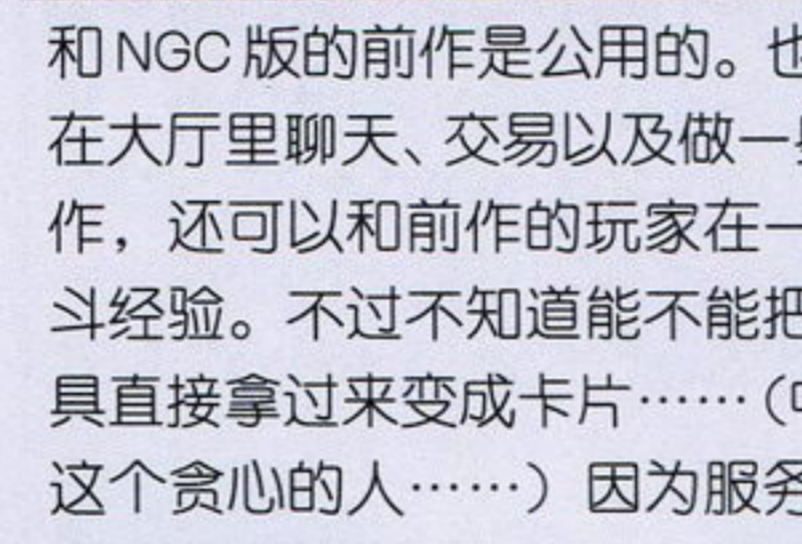 和NGC版的前作是公用的。也
在大厅里聊天、交易以及做一
作，还可以和前作的玩家在一
斗经验。不过不知道能不能把
具直接拿过来变成卡片……（
这个贪心的人……）因为服务